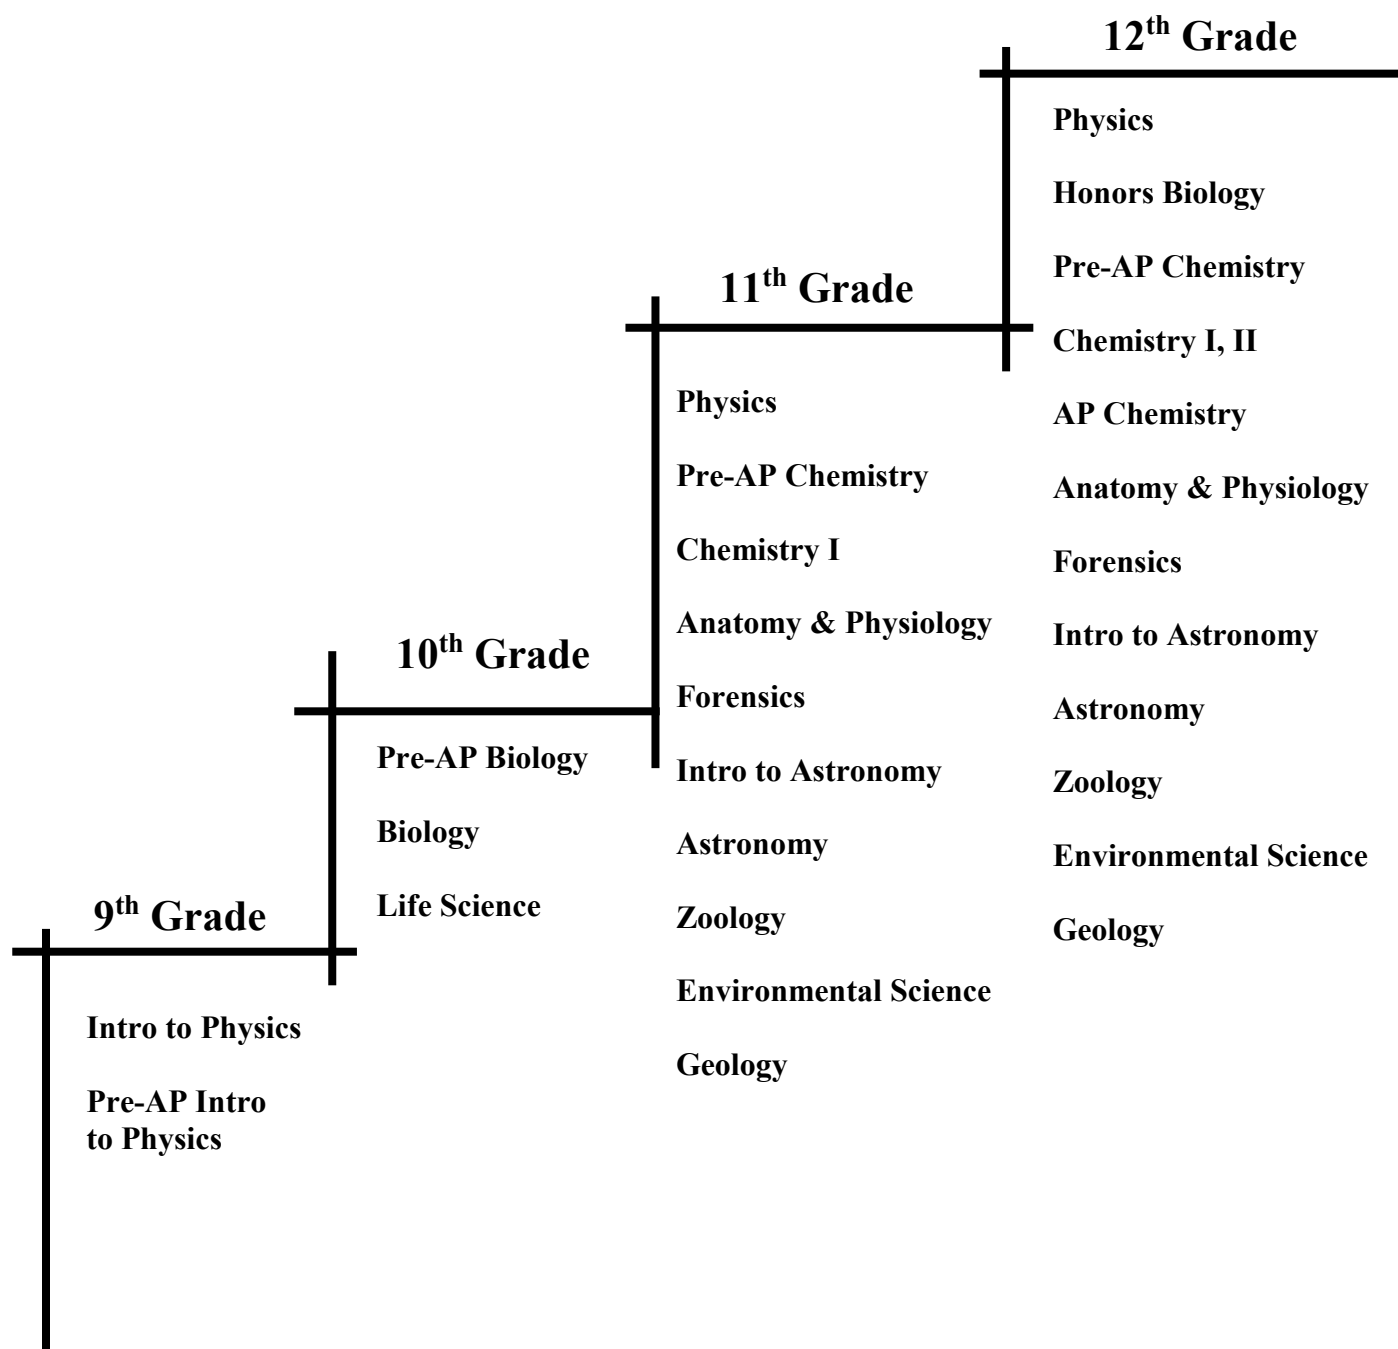 12th Grade
Physics
Honors Biology
Pre-AP Chemistry
Chemistry I, II
AP Chemistry
Anatomy & Physiology
Forensics
Intro to Astronomy
Astronomy
Zoology
Environmental Science
Geology
11th Grade
Physics
Pre-AP Chemistry
Chemistry I
Anatomy & Physiology
Forensics
Intro to Astronomy
Astronomy
Zoology
Environmental Science
Geology
10th Grade
Pre-AP Biology
Biology
Life Science
9th Grade
Intro to Physics
Pre-AP Intro
to Physics